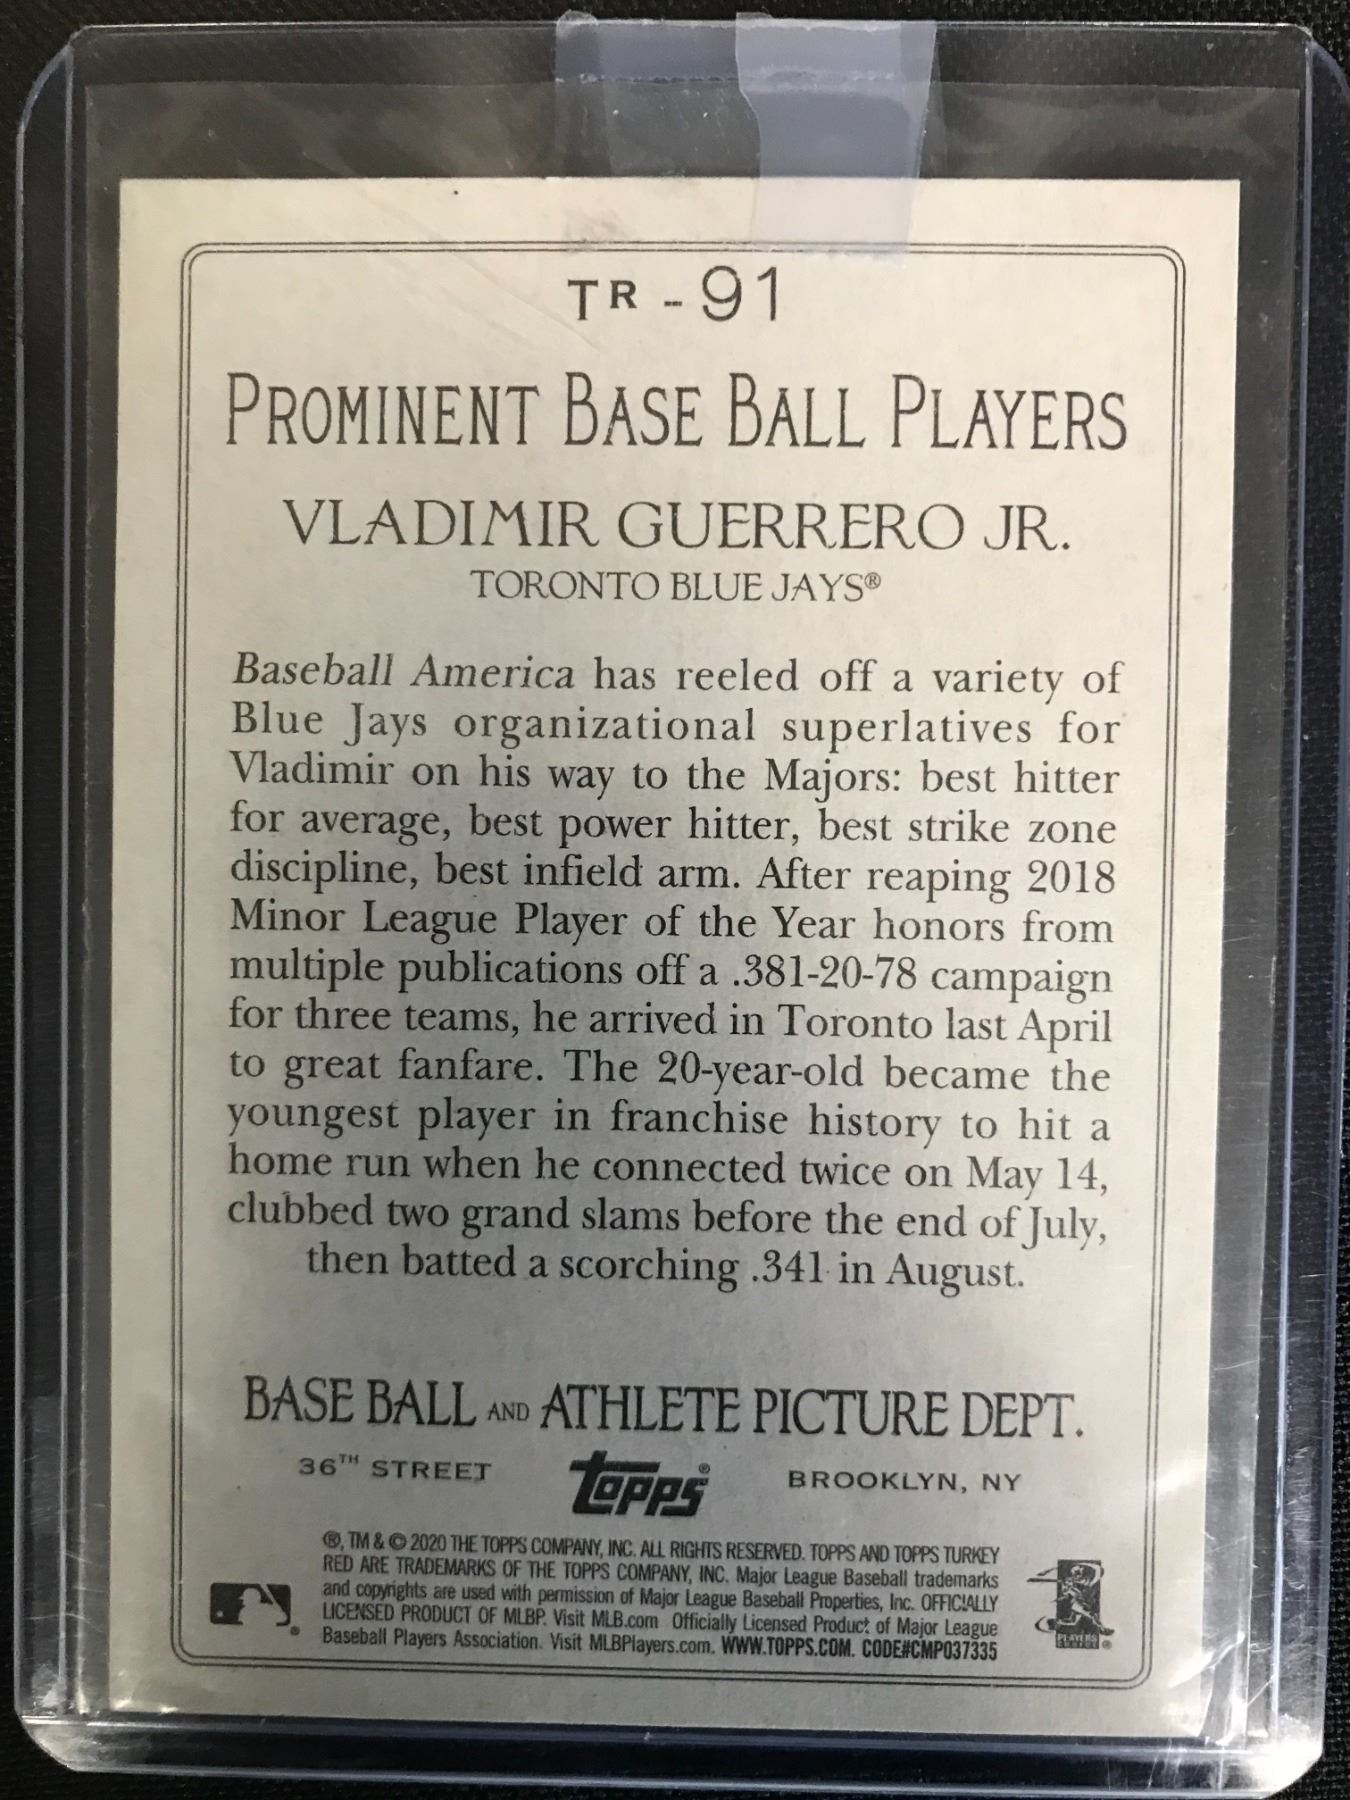 TR - 91
PROMINENT BASE BALL PLAYERS
VLADIMIR GUERRERO JR.
TORONTO BLUE JAYS®
Baseball America has reeled off a variety of
Blue Jays organizational superlatives for
Vladimir on his way to the Majors: best hitter
for average, best power hitter, best strike zone
discipline, best infield arm. After reaping 2018
Minor League Player of the Year honors from
multiple publications off a .381-20-78 campaign
for three teams, he arrived in Toronto last April
to great fanfare. The 20-year-old became the
youngest player in franchise history to hit a
home run when he connected twice on May 14,
clubbed two grand slams before the end of July,
then batted a scorching .341 in August.
BASE BALL AND ATHLETE PICTURE DEPT.
36TH STREET topps® BROOKLYN, NY
®, TM & © 2020 THE TOPPS COMPANY, INC. ALL RIGHTS RESERVED. TOPPS AND TOPPS TURKEY
RED ARE TRADEMARKS OF THE TOPPS COMPANY, INC. Major League Baseball trademarks
and copyrights are used with permission of Major League Baseball Properties, Inc. OFFICIALLY
LICENSED PRODUCT OF MLBP. Visit MLB.com Officially Licensed Product of Major League
Baseball Players Association. Visit MLBPlayers.com. WWW.TOPPS.COM. CODE#CMP037335
PLAYERS
CHOICE ®